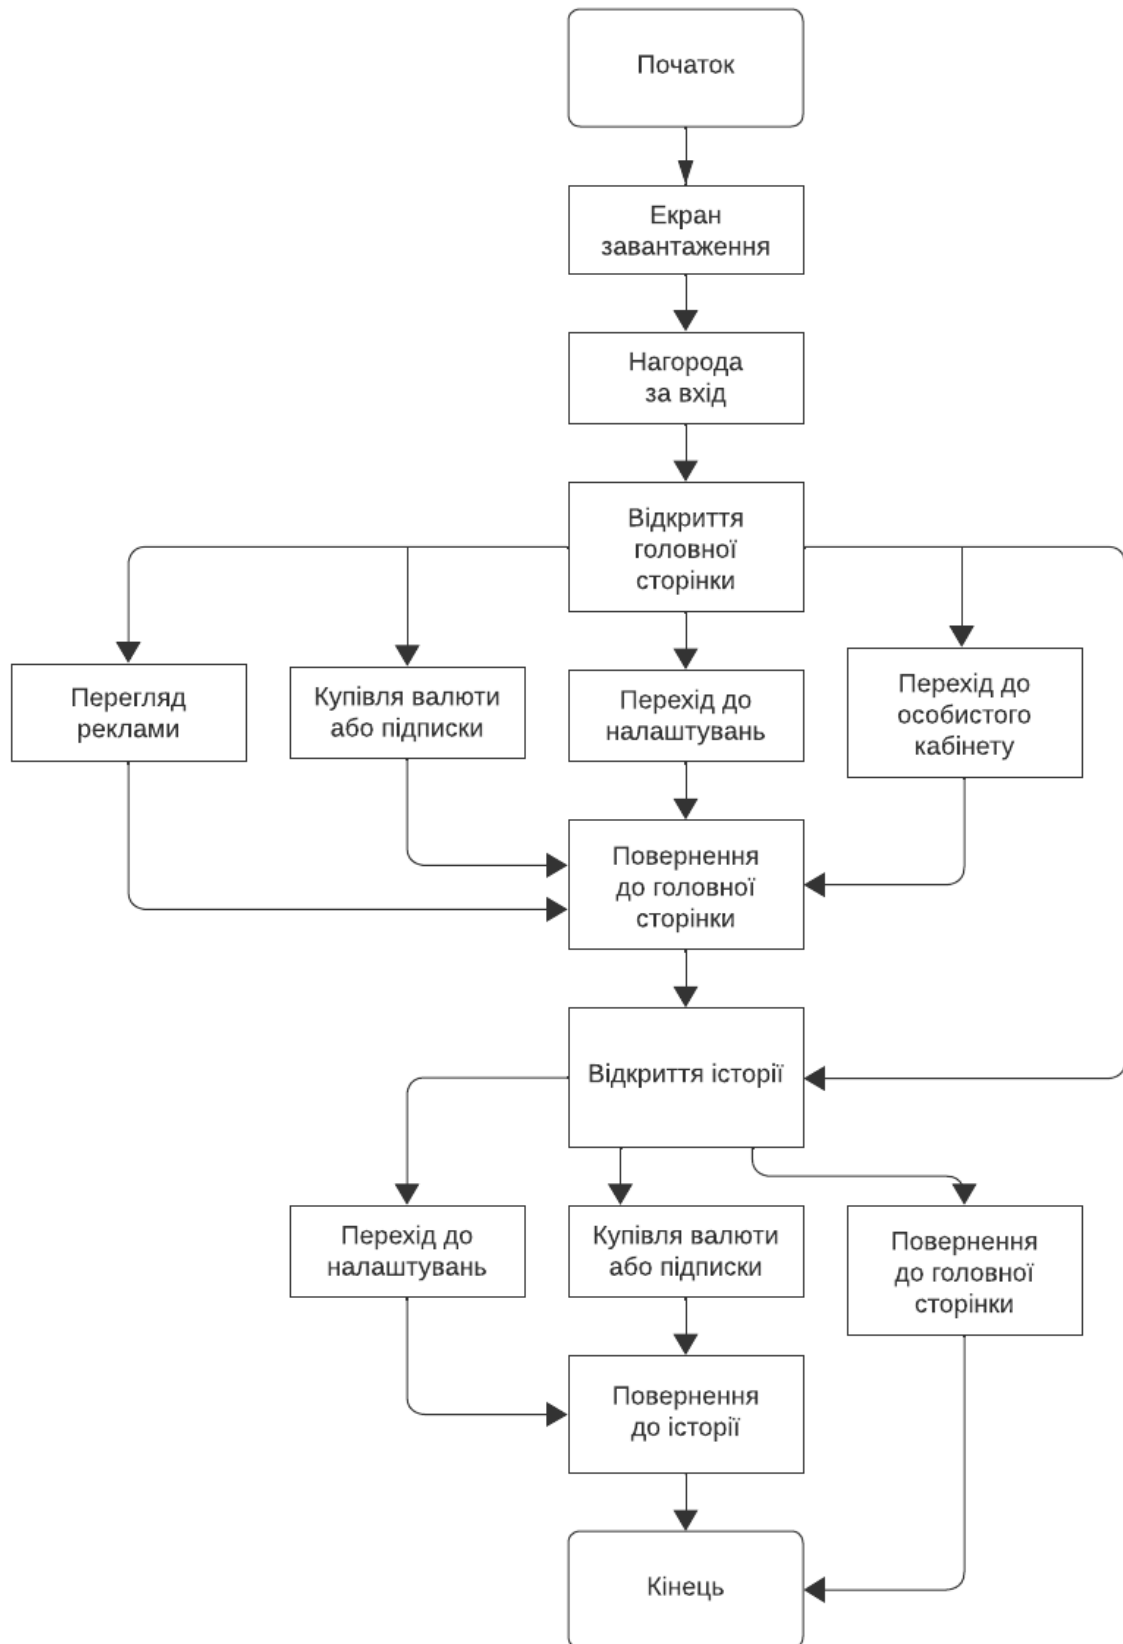 Початок
Екран
завантаження
Нагорода
за вхід
Відкриття
головної
сторінки
Перегляд
реклами
Купівля валюти
або підписки
Перехід до
налаштувань
Перехід до
особистого
кабінету
Повернення
до головної
сторінки
Відкриття історії
Перехід до
налаштувань
Купівля валюти
або підписки
Повернення
до головної
сторінки
Повернення
до історії
Кінець